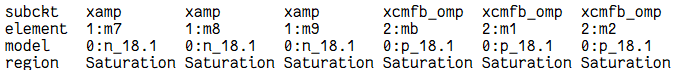 subckt xamp xamp xamp xcmfb_omp xcmfb_omp xcmfb_omp
element 1:m7 1:m8 1:m9 2:mb 2:m1 2:m2
model 0:n_18.1 0:n_18.1 0:n_18.1 0:p_18.1 0:p_18.1 0:p_18.1
region Saturation Saturation Saturation Saturation Saturation Saturation